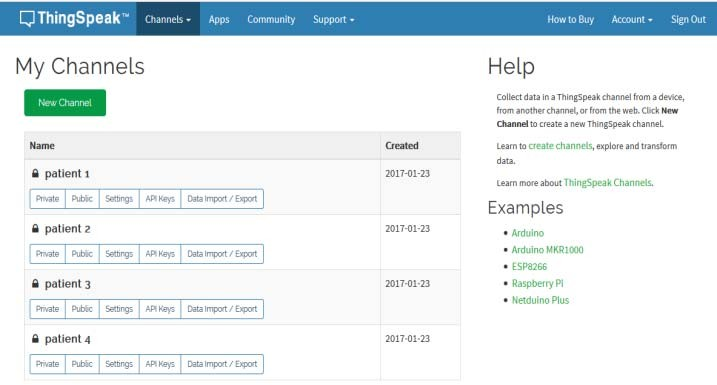 ThingSpeak™ Channels Apps Community Support How to Buy Account Sign Out
My Channels
New Channel
Name Created
patient 1 2017-01-23
Private Public Settings API Keys Data Import / Export
patient 2 2017-01-23
Private Public Settings API Keys Data Import / Export
patient 3 2017-01-23
Private Public Settings API Keys Data Import / Export
patient 4 2017-01-23
Private Public Settings API Keys Data Import / Export
Help
Collect data in a ThingSpeak channel from a device,
from another channel, or from the web. Click New
Channel to create a new ThingSpeak channel.
Learn to create channels, explore and transform
data.
Learn more about ThingSpeak Channels.
Examples
Arduino
Arduino MKR1000
ESP8266
Raspberry Pi
Netduino Plus